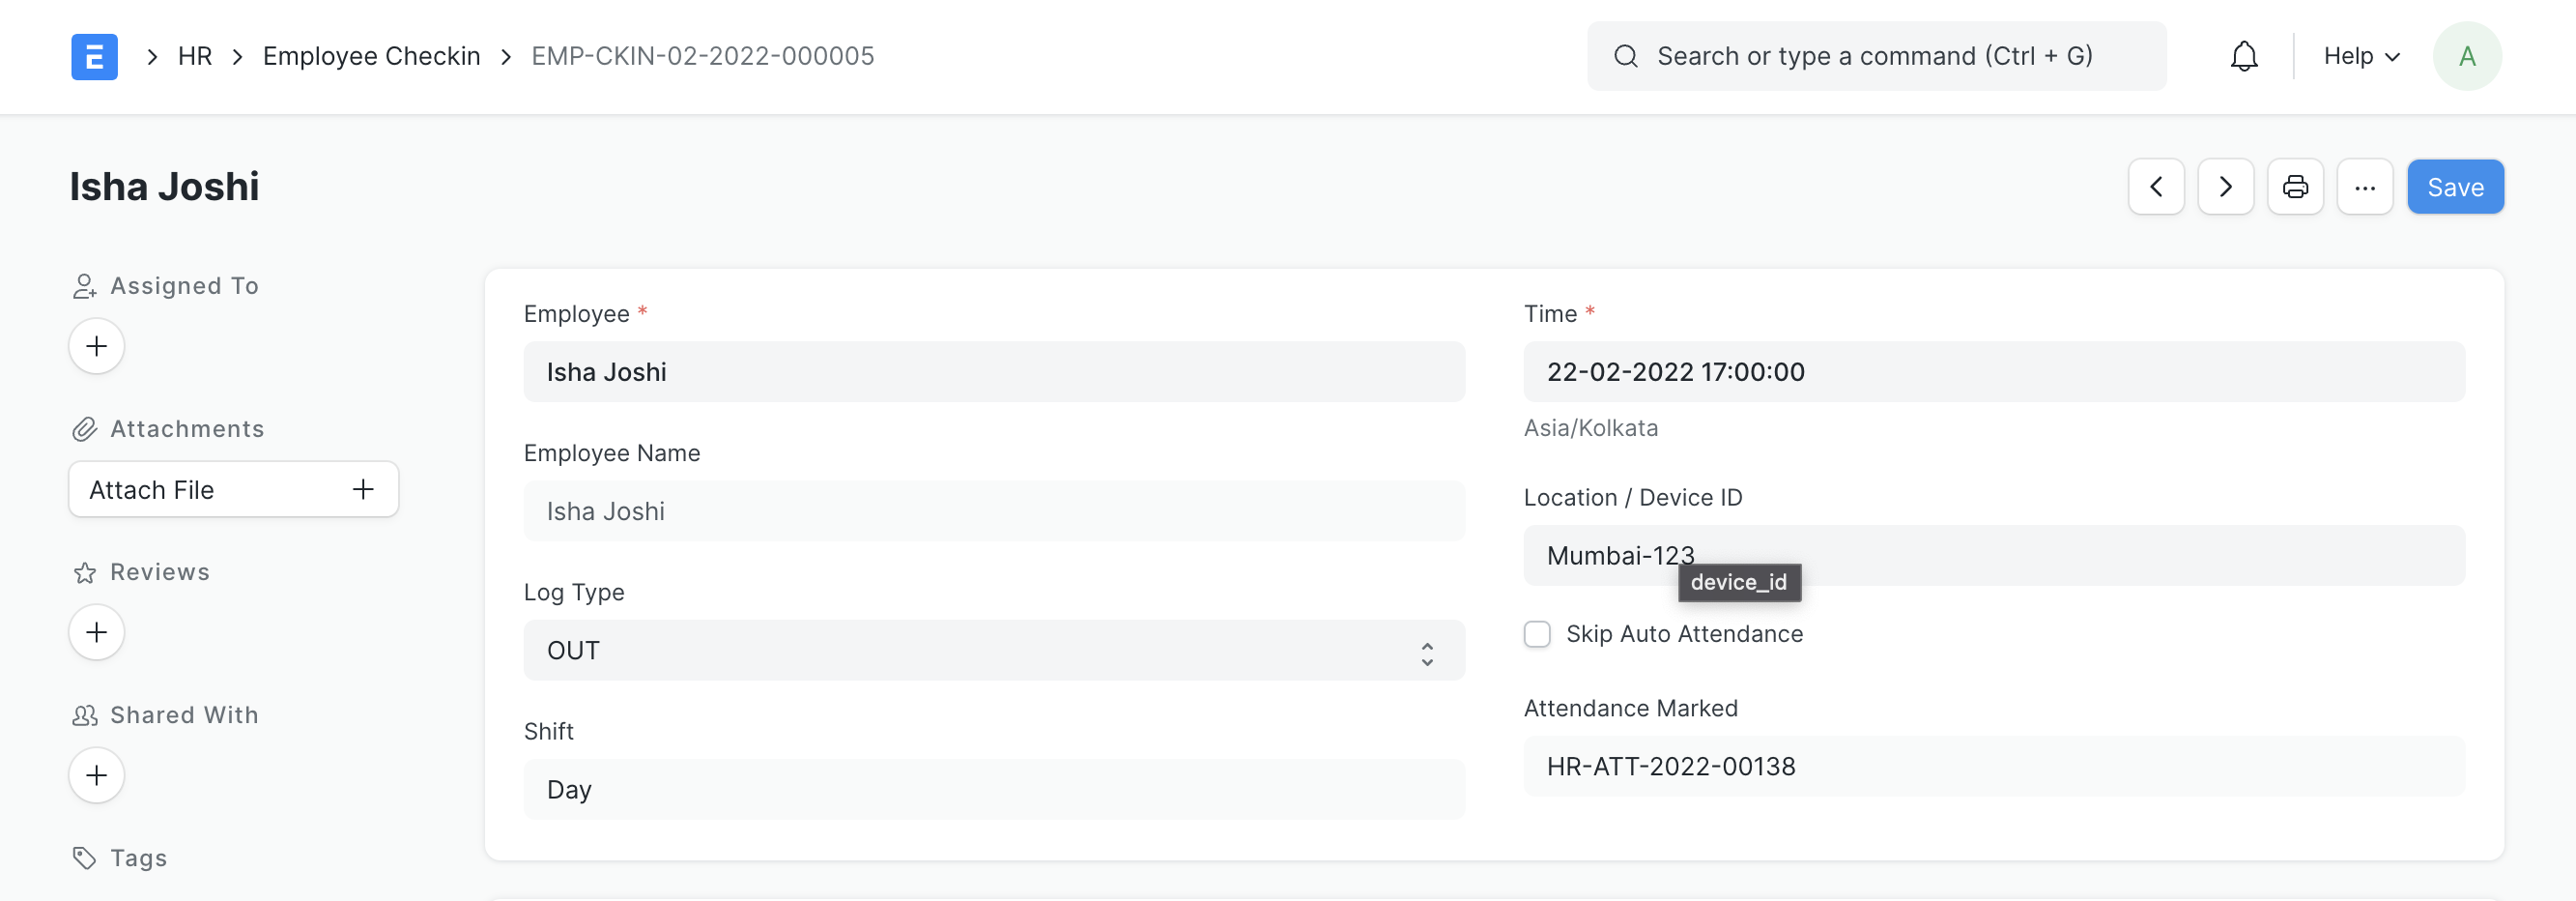 E HR Employee Checkin EMP-CKIN-02-2022-000005 Search or type a command (Ctrl + G) Help A
Isha Joshi
... Save
Assigned To
Attachments
Attach File
Reviews
Shared With
Tags
Employee *
Isha Joshi
Employee Name
Isha Joshi
Log Type
OUT
Shift
Day
Time *
22-02-2022 17:00:00
Asia/Kolkata
Location / Device ID
Mumbai-123
device_id
Skip Auto Attendance
Attendance Marked
HR-ATT-2022-00138